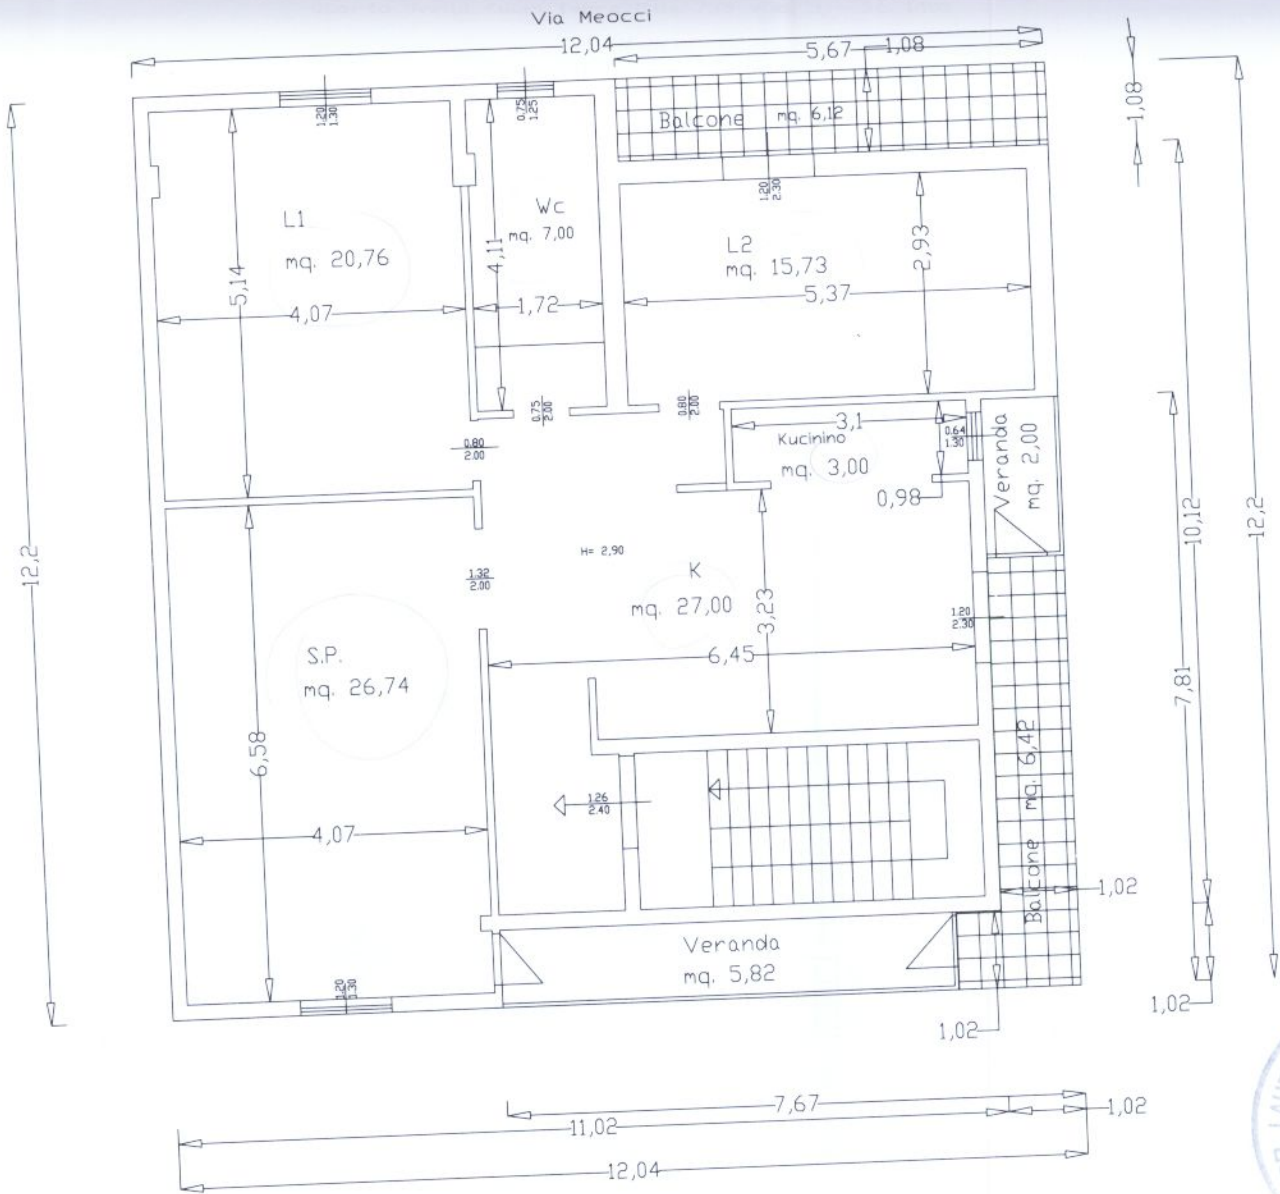 Via Meocci
12,04
5,67
1,08
1,08
Balcone mq. 6,12
1.20
1.30
0.75
1.25
1.20
2.30
L1
mq. 20,76
Wc
mq. 7,00
L2
mq. 15,73
5,14
4,11
2,93
4,07
1,72
5,37
0.75
2.00
0.80
2.00
0.80
2.00
3,1
Kucinino
mq. 3,00
0.64
1.30
0,98
Veranda
mq. 2,00
12,2
10,12
12,2
H= 2,90
K
mq. 27,00
1.32
2.00
3,23
1.20
2.30
6,45
S.P.
mq. 26,74
7,81
6,58
4,07
1.26
2.40
Balcone mq. 6,42
1,02
Veranda
mq. 5,82
1.20
1.30
1,02
1,02
7,67
1,02
11,02
12,04